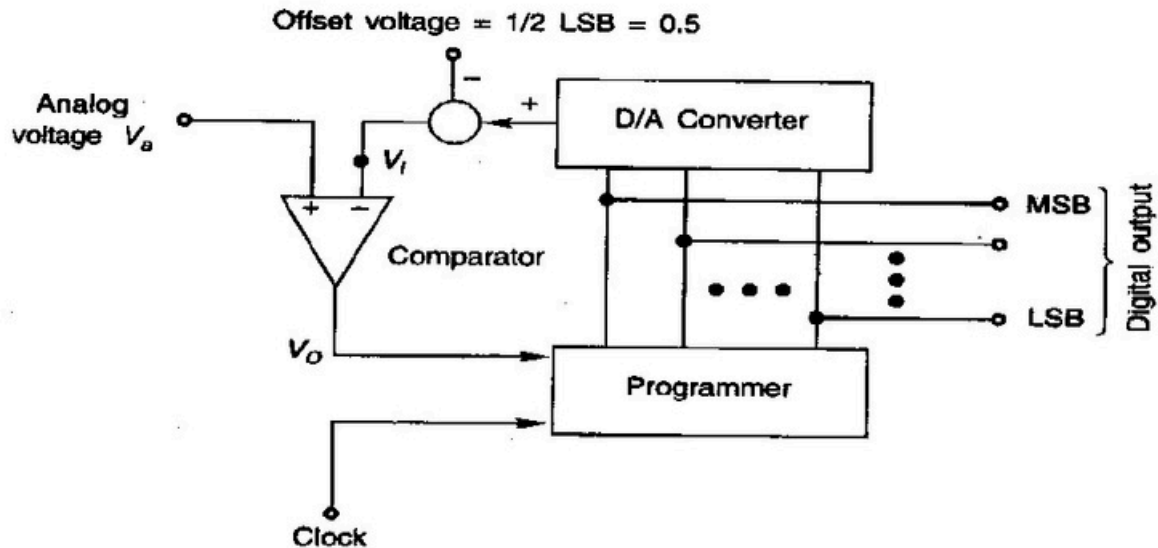 Offset voltage = 1/2 LSB = 0.5
−
+
Analog
voltage Va
D/A Converter
Vf
+ −
MSB
Comparator
LSB
Digital output
VO
Programmer
Clock